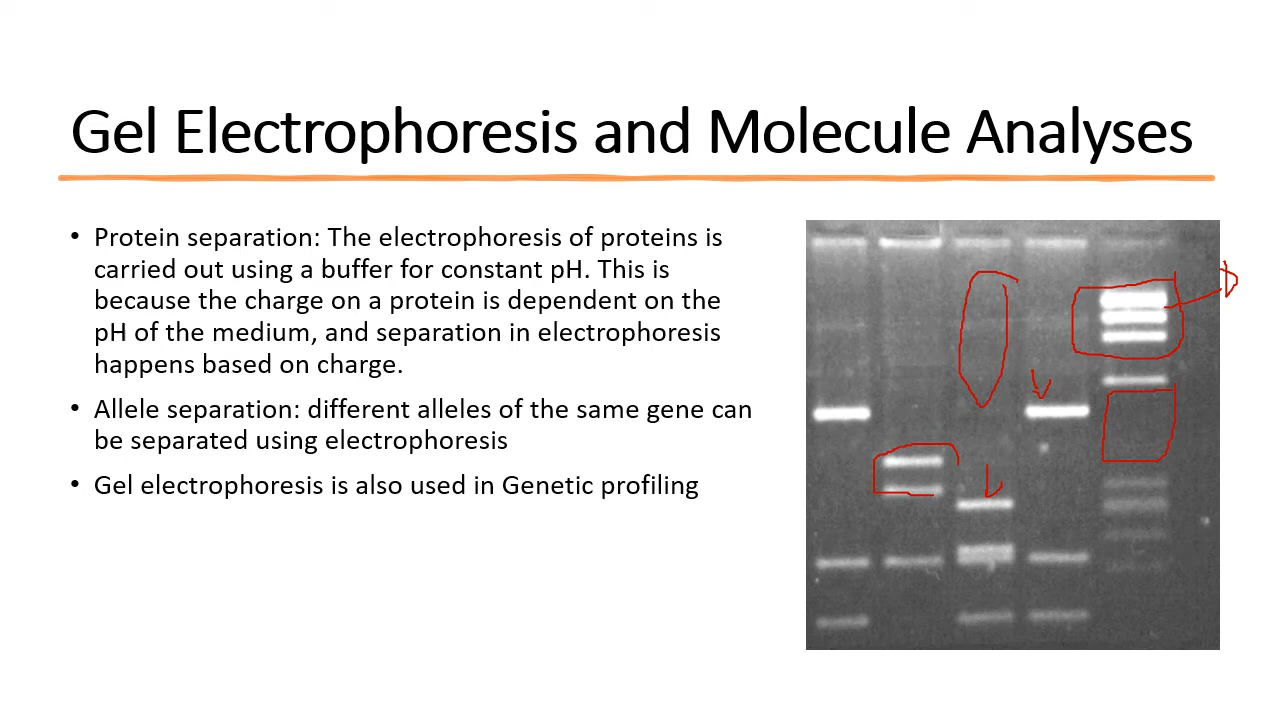 Gel Electrophoresis and Molecule Analyses
• Protein separation: The electrophoresis of proteins is
carried out using a buffer for constant pH. This is
because the charge on a protein is dependent on the
pH of the medium, and separation in electrophoresis
happens based on charge.
• Allele separation: different alleles of the same gene can
be separated using electrophoresis
• Gel electrophoresis is also used in Genetic profiling